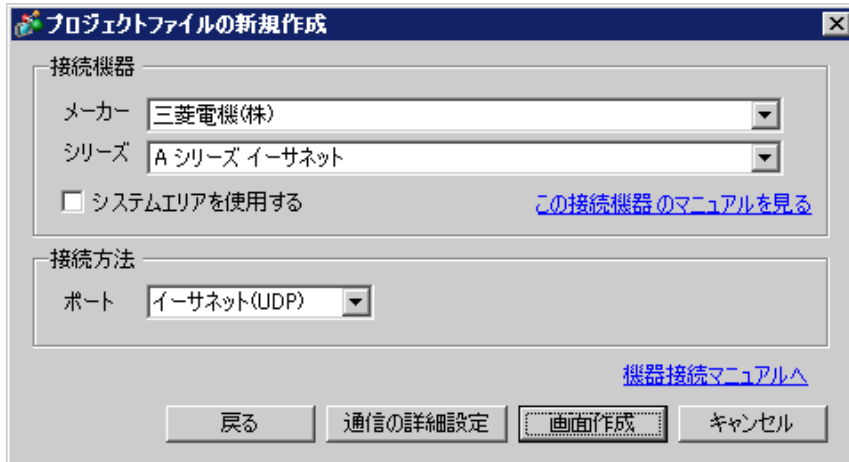 プロジェクトファイルの新規作成
接続機器
メーカー 三菱電機(株)
シリーズ A シリーズ イーサネット
システムエリアを使用する この接続機器のマニュアルを見る
接続方法
ポート イーサネット(UDP)
機器接続マニュアルへ
戻る 通信の詳細設定 画面作成 キャンセル